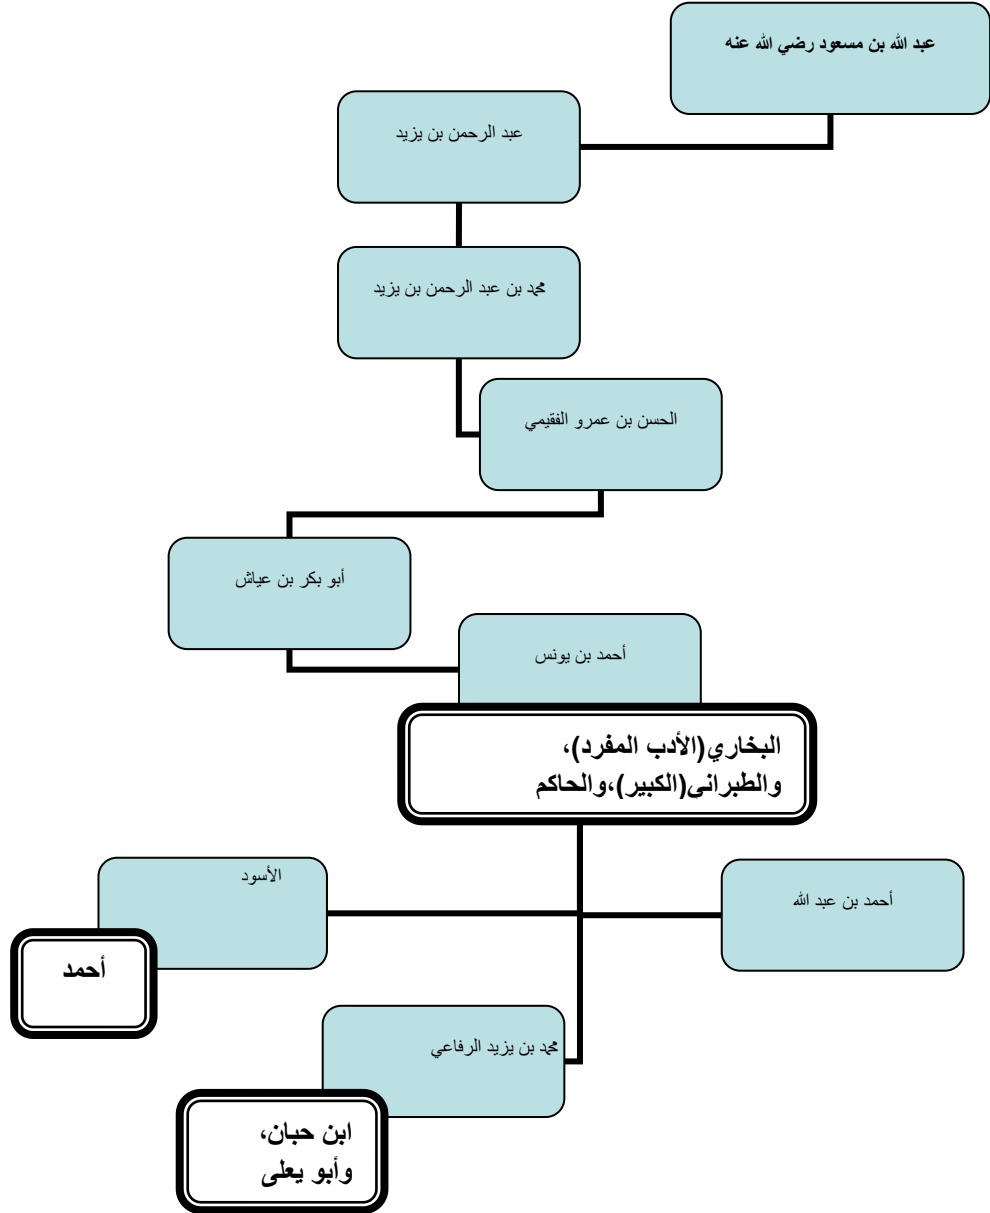 عبد الله بن مسعود رضي الله عنه
عبد الرحمن بن يزيد
محمد بن عبد الرحمن بن يزيد
الحسن بن عمرو الفقيمي
أبو بكر بن عياش
أحمد بن يونس
البخاري(الأدب المفرد)،
والطبراني(الكبير)،والحاكم
الأسود
أحمد بن عبد الله
أحمد
محمد بن يزيد الرفاعي
ابن حبان،
وأبو يعلى